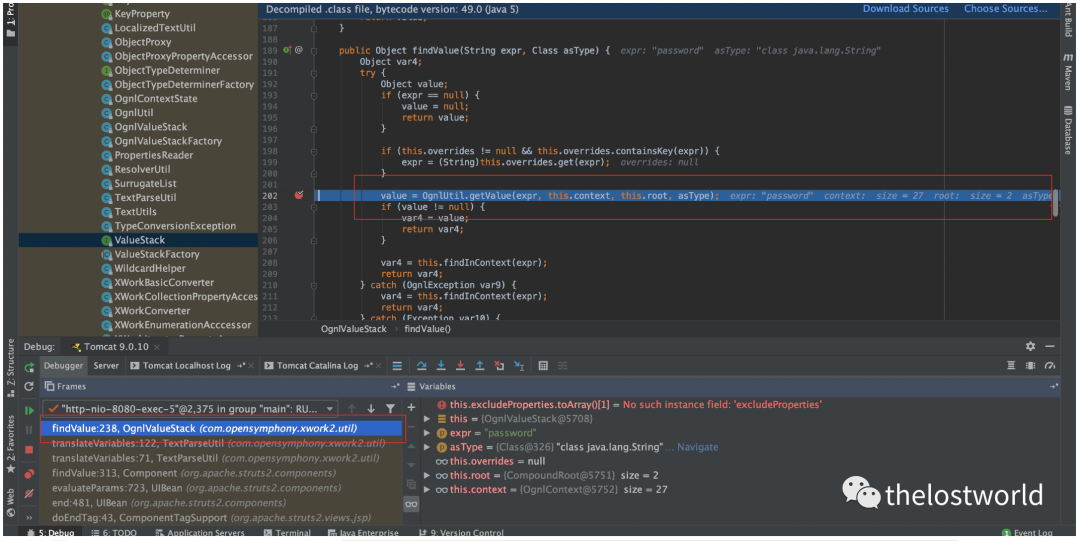 1: Pro
KeyProperty
LocalizedTextUtil
ObjectProxy
ObjectProxyPropertyAccessor
ObjectTypeDeterminer
ObjectTypeDeterminerFactory
OgnlContextState
OgnlUtil
OgnlValueStack
OgnlValueStackFactory
PropertiesReader
ResolverUtil
SurrugateList
TextParseUtil
TextUtils
TypeConversionException
ValueStack
ValueStackFactory
WildcardHelper
XWorkBasicConverter
XWorkCollectionPropertyAcces
XWorkConverter
XWorkEnumerationAcccessor
Decompiled .class file, bytecode version: 49.0 (Java 5)
Download Sources
Choose Sources...
187 }
188
189 @ public Object findValue(String expr, Class asType) { expr: "password" asType: "class java.lang.String"
190 Object var4;
191 try {
192 Object value;
193 if (expr == null) {
194 value = null;
195 return value;
196 }
197
198 if (this.overrides != null && this.overrides.containsKey(expr)) {
199 expr = (String)this.overrides.get(expr); overrides: null
200 }
201
202 value = OgnlUtil.getValue(expr, this.context, this.root, asType); expr: "password" context: size = 27 root: size = 2 asType
203 if (value != null) {
204 var4 = value;
205 return var4;
206 }
207
208 var4 = this.findInContext(expr);
209 return var4;
210 } catch (OgnlException var9) {
211 var4 = this.findInContext(expr);
212 return var4;
213 } catch (Exception var10) {
OgnlValueStack › findValue()
Ant Build
Maven
Database
Debug: Tomcat 9.0.10 ×
Debugger Server Tomcat Localhost Log Tomcat Catalina Log
Frames
"http-nio-8080-exec-5"@2,375 in group "main": RU...
findValue:238, OgnlValueStack (com.opensymphony.xwork2.util)
translateVariables:122, TextParseUtil (com.opensymphony.xwork2.util)
translateVariables:71, TextParseUtil (com.opensymphony.xwork2.util)
findValue:313, Component (org.apache.struts2.components)
evaluateParams:723, UIBean (org.apache.struts2.components)
end:481, UIBean (org.apache.struts2.components)
doEndTag:43, ComponentTagSupport (org.apache.struts2.views.jsp)
Variables
this.excludeProperties.toArray()[1] = No such instance field: 'excludeProperties'
this = {OgnlValueStack@5708}
expr = "password"
asType = {Class@326} "class java.lang.String" ... Navigate
this.overrides = null
this.root = {CompoundRoot@5751} size = 2
this.context = {OgnlContext@5752} size = 27
Z: Structure
2: Favorites
Web
thelostworld
5: Debug 6: TODO Application Servers Terminal Java Enterprise 9: Version Control 1 Event Log